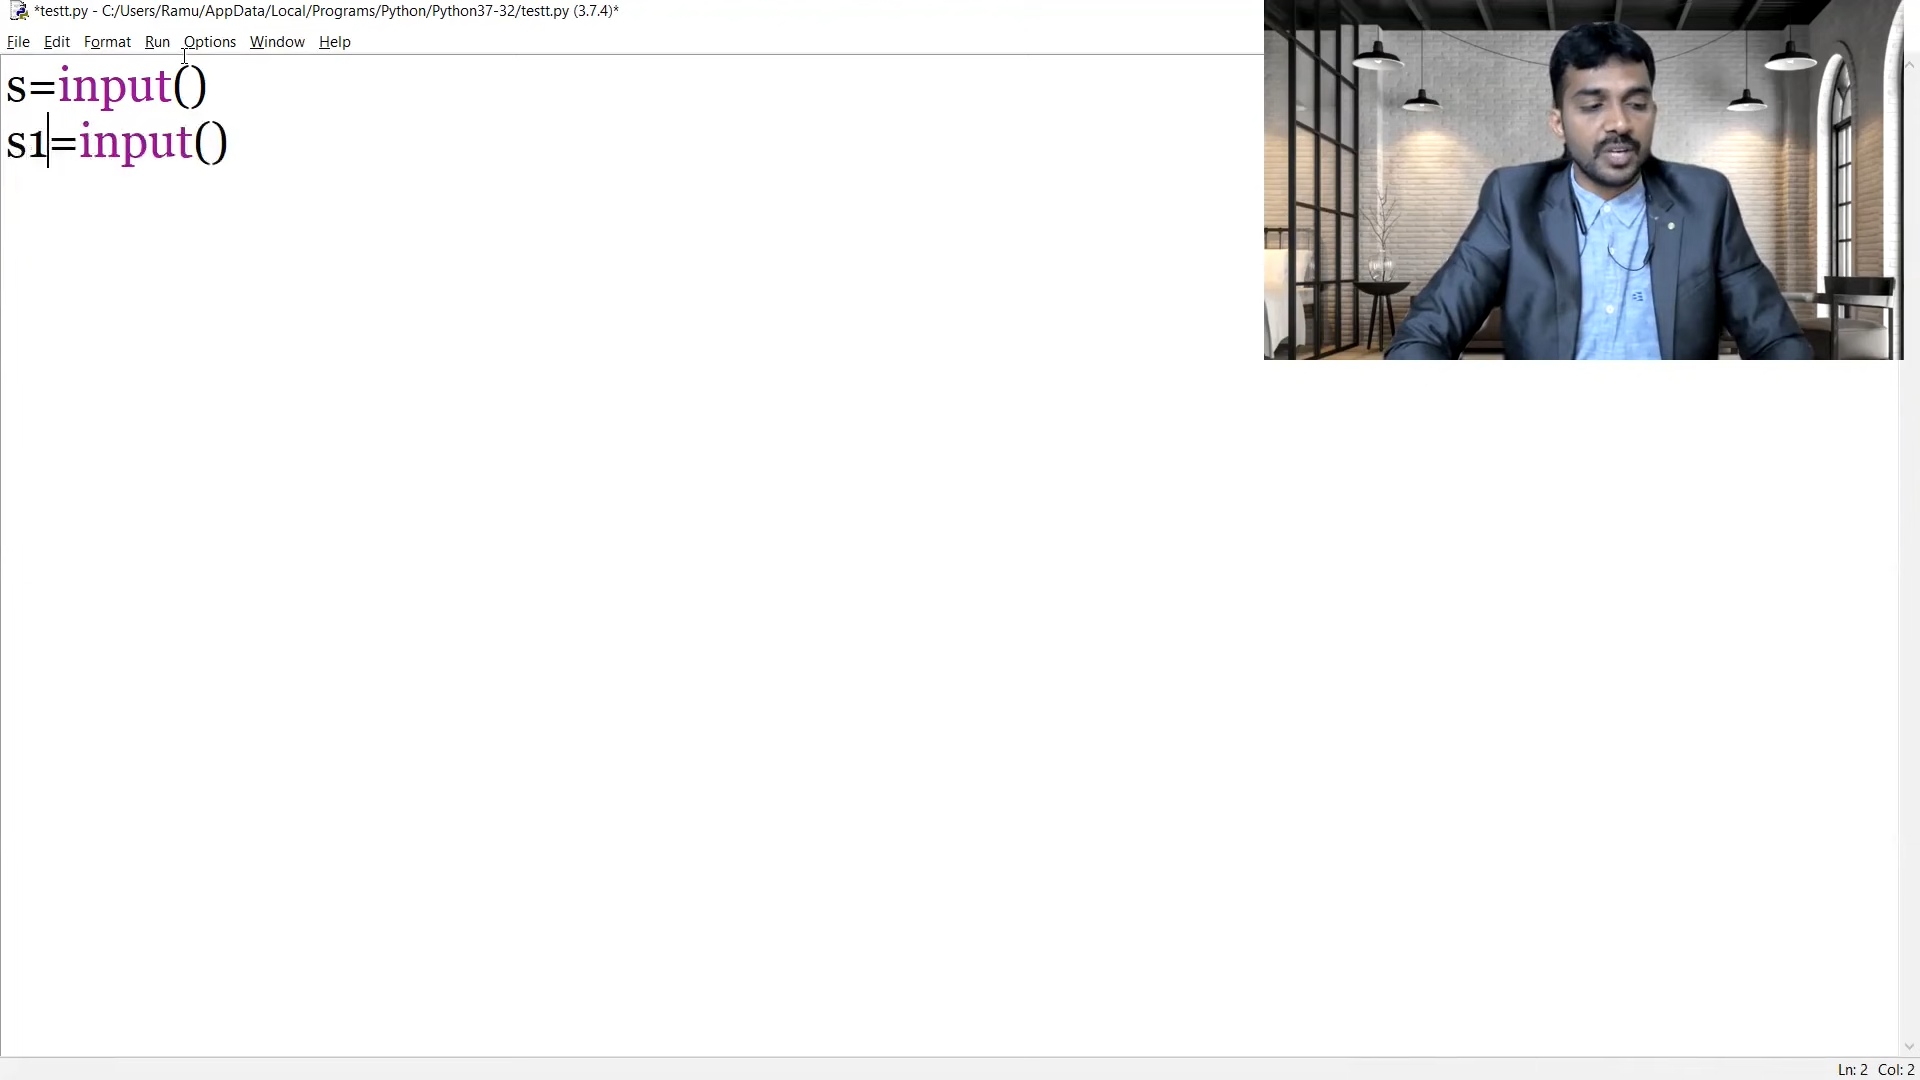 *testt.py - C:/Users/Ramu/AppData/Local/Programs/Python/Python37-32/testt.py (3.7.4)*
File Edit Format Run Options Window Help
s=input()
s1=input()
Ln: 2 Col: 2